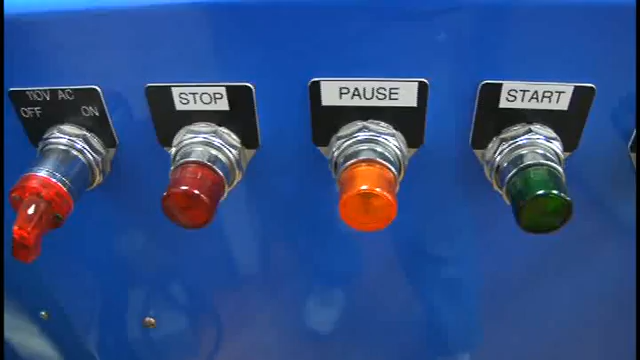 110V AC
OFF ON
STOP
PAUSE
START